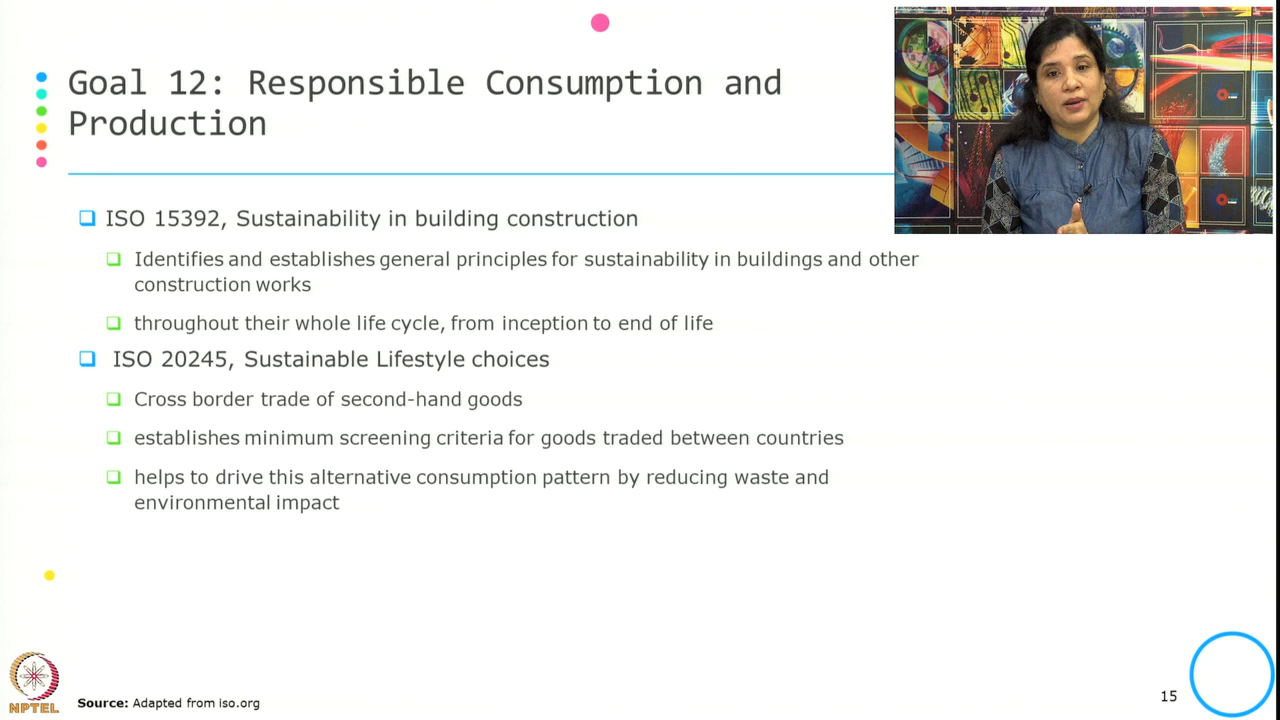 Goal 12: Responsible Consumption and
Production
ISO 15392, Sustainability in building construction
Identifies and establishes general principles for sustainability in buildings and other
construction works
throughout their whole life cycle, from inception to end of life
ISO 20245, Sustainable Lifestyle choices
Cross border trade of second-hand goods
establishes minimum screening criteria for goods traded between countries
helps to drive this alternative consumption pattern by reducing waste and
environmental impact
NPTEL
Source: Adapted from iso.org
15